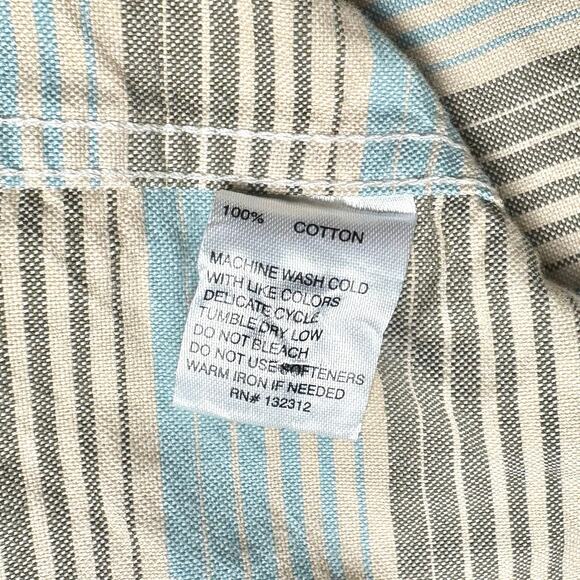 100% COTTON
MACHINE WASH COLD
WITH LIKE COLORS
DELICATE CYCLE
TUMBLE DRY LOW
DO NOT BLEACH
DO NOT USE SOFTENERS
WARM IRON IF NEEDED
RN# 132312